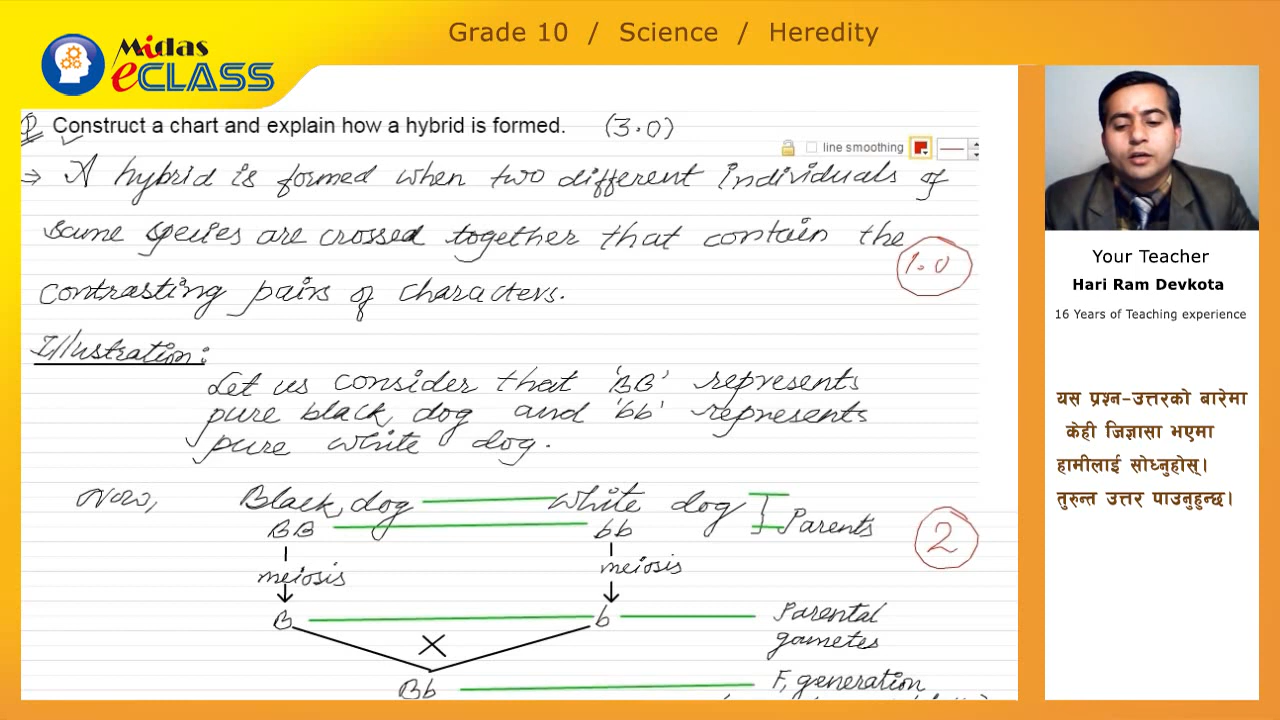 Grade 10 / Science / Heredity
Midas
eCLASS
Q Construct a chart and explain how a hybrid is formed. (3.0)
line smoothing
→ A hybrid is formed when two different individuals of
same species are crossed together that contain the
1.0
contrasting pairs of characters.
Illustration:
Let us consider that 'BB' represents
pure black dog and 'bb' represents
pure white dog.
Now, Black dog White dog
BB bb Parents
2
meiosis meiosis
B b Parental
gametes
×
Bb F1 generation
Your Teacher
Hari Ram Devkota
16 Years of Teaching experience
यस प्रश्न-उत्तरको बारेमा
केही जिज्ञासा भएमा
हामीलाई सोध्नुहोस्।
तुरुन्त उत्तर पाउनुहुन्छ।